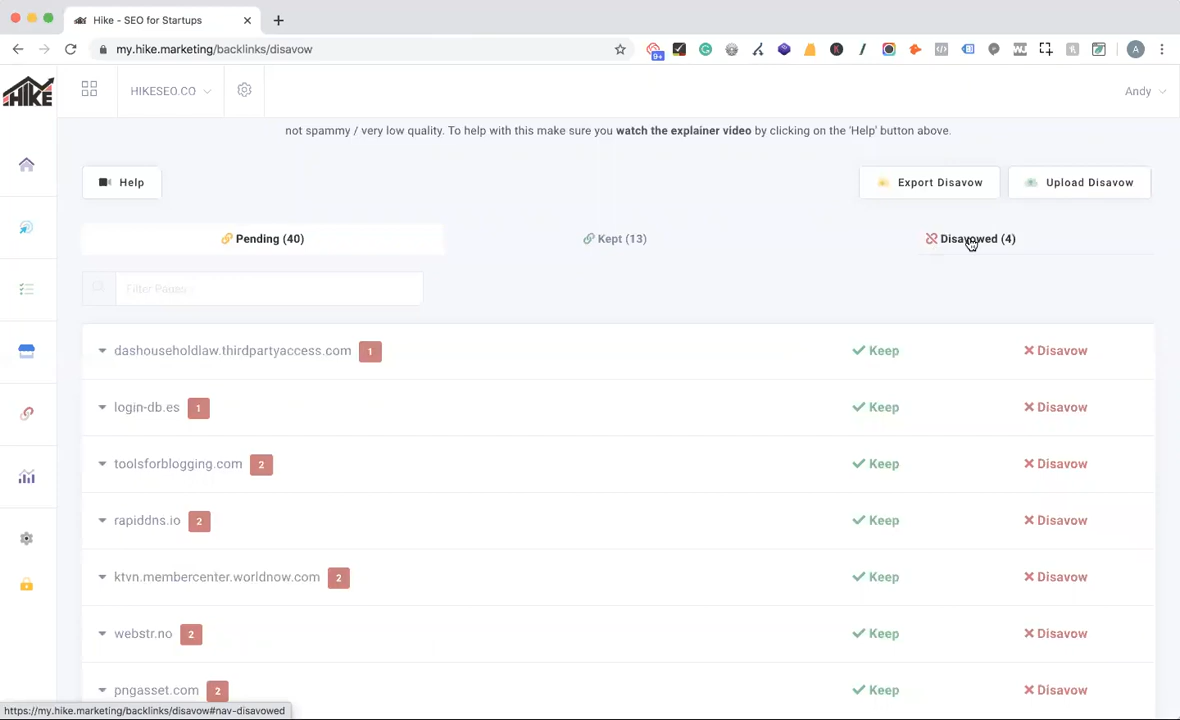 Hike - SEO for Startups
my.hike.marketing/backlinks/disavow
9+
HIKE
HIKESEO.CO
Andy
not spammy / very low quality. To help with this make sure you watch the explainer video by clicking on the 'Help' button above.
Help
Export Disavow
Upload Disavow
Pending (40)
Kept (13)
Disavowed (4)
Filter Pages...
dashouseholdlaw.thirdpartyaccess.com 1 Keep Disavow
login-db.es 1 Keep Disavow
toolsforblogging.com 2 Keep Disavow
rapiddns.io 2 Keep Disavow
ktvn.membercenter.worldnow.com 2 Keep Disavow
webstr.no 2 Keep Disavow
pngasset.com 2 Keep Disavow
https://my.hike.marketing/backlinks/disavow#nav-disavowed